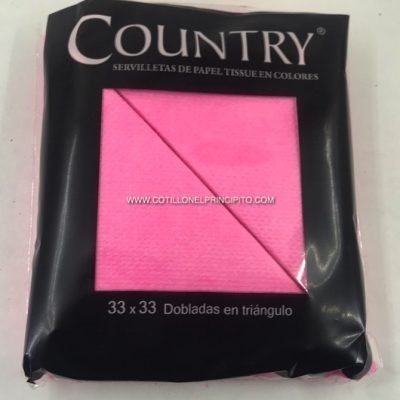 COUNTRY®
SERVILLETAS DE PAPEL TISSUE EN COLORES
WWW.COTILLONELPRINCIPITO.COM
33 x 33 Dobladas en triángulo